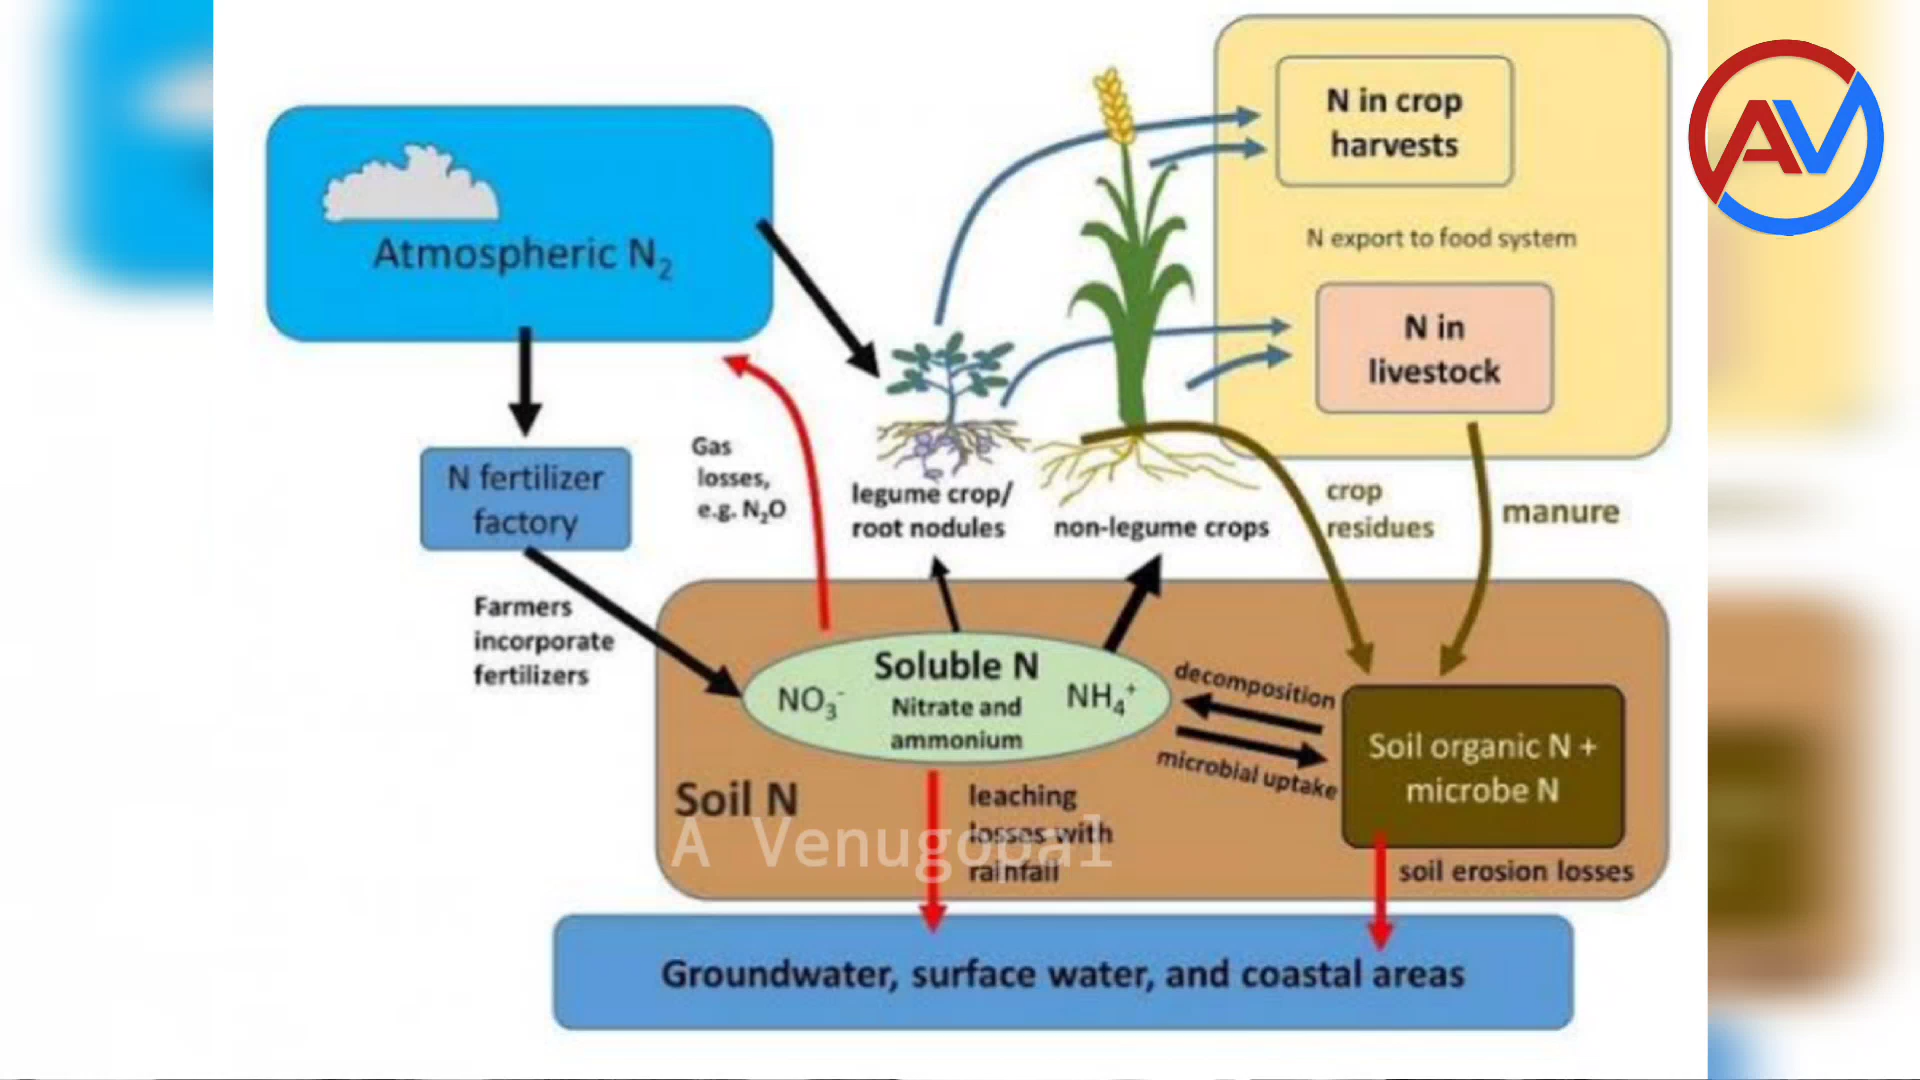 AV
Atmospheric N₂
N in crop
harvests
N export to food system
N in
livestock
N fertilizer
factory
Gas
losses,
e.g. N₂O
legume crop/
root nodules
non-legume crops
crop
residues
manure
Farmers
incorporate
fertilizers
Soluble N
NO₃⁻
Nitrate and
ammonium
NH₄⁺
decomposition
microbial uptake
Soil organic N +
microbe N
Soil N
leaching
losses with
rainfall
A Venugopal
soil erosion losses
Groundwater, surface water, and coastal areas